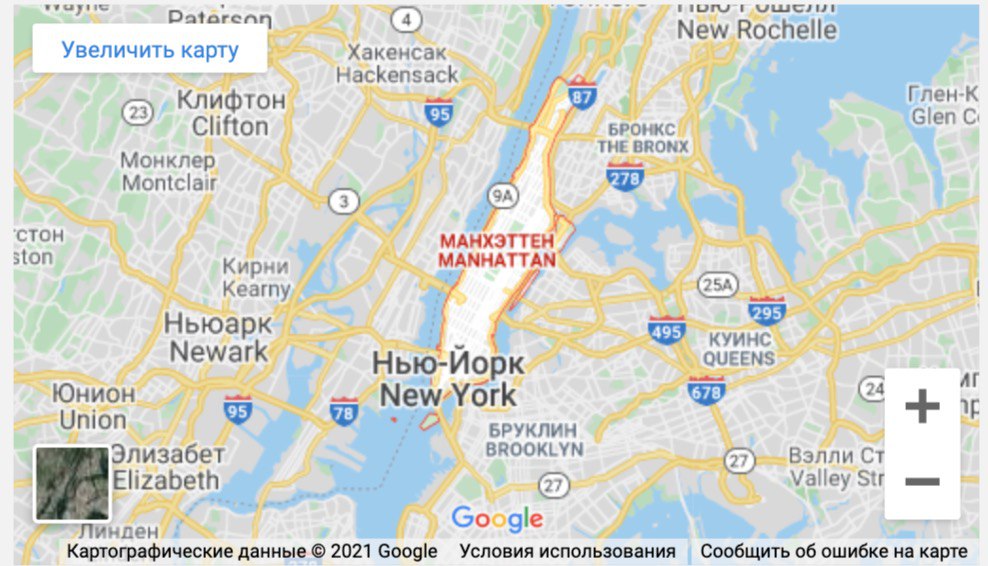 Wayne
Paterson
4
Нью-Рошелл
New Rochelle
Увеличить карту
Хакенсак
Hackensack
87
95
23
Клифтон
Clifton
Глен-К
Glen C
БРОНКС
THE BRONX
Монклер
Montclair
278
9A
3
МАНХЭТТЕН
MANHATTAN
гстон
ston
Кирни
Kearny
25A
295
Ньюарк
Newark
495
КУИНС
QUEENS
Нью-Йорк
New York
678
24
Юнион
Union
95
78
+
БРУКЛИН
BROOKLYN
Элизабет
Elizabeth
27
Вэлли Ст
Valley Str
27
−
Google
Линден
278
Картографические данные © 2021 Google Условия использования Сообщить об ошибке на карте